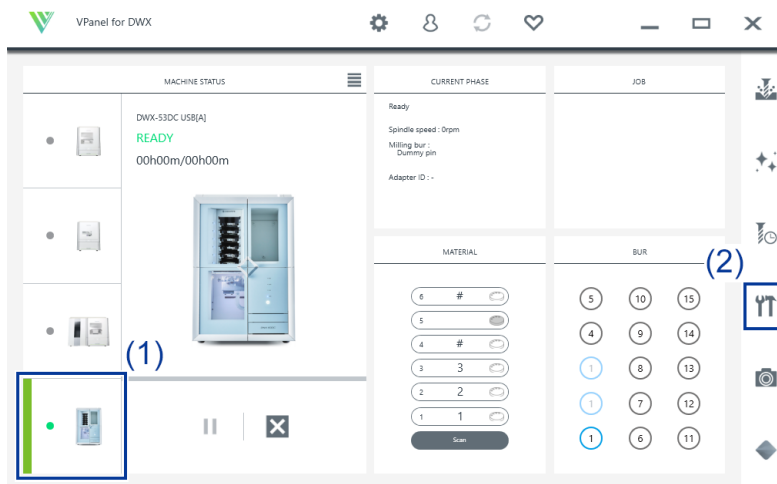 VPanel for DWX
MACHINE STATUS
DWX-53DC USB[A]
READY
00h00m/00h00m
(1)
CURRENT PHASE
Ready
Spindle speed : 0rpm
Milling bur :
Dummy pin
Adapter ID : -
JOB
MATERIAL
6 #
5
4 #
3 3
2 2
1 1
Scan
BUR
(2)
5 10 15
4 9 14
1 8 13
1 7 12
1 6 11